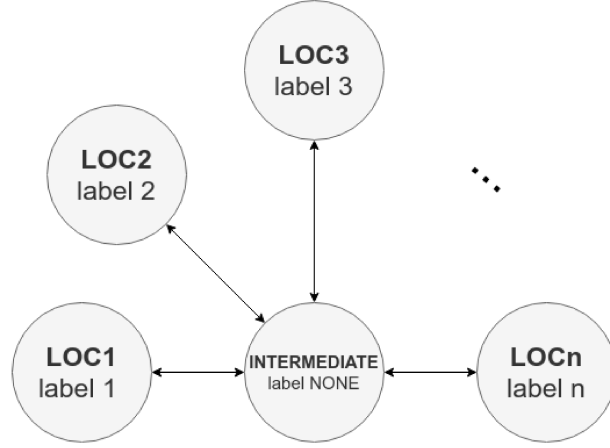 LOC3
label 3
LOC2
label 2
LOC1
label 1
INTERMEDIATE
label NONE
LOCn
label n